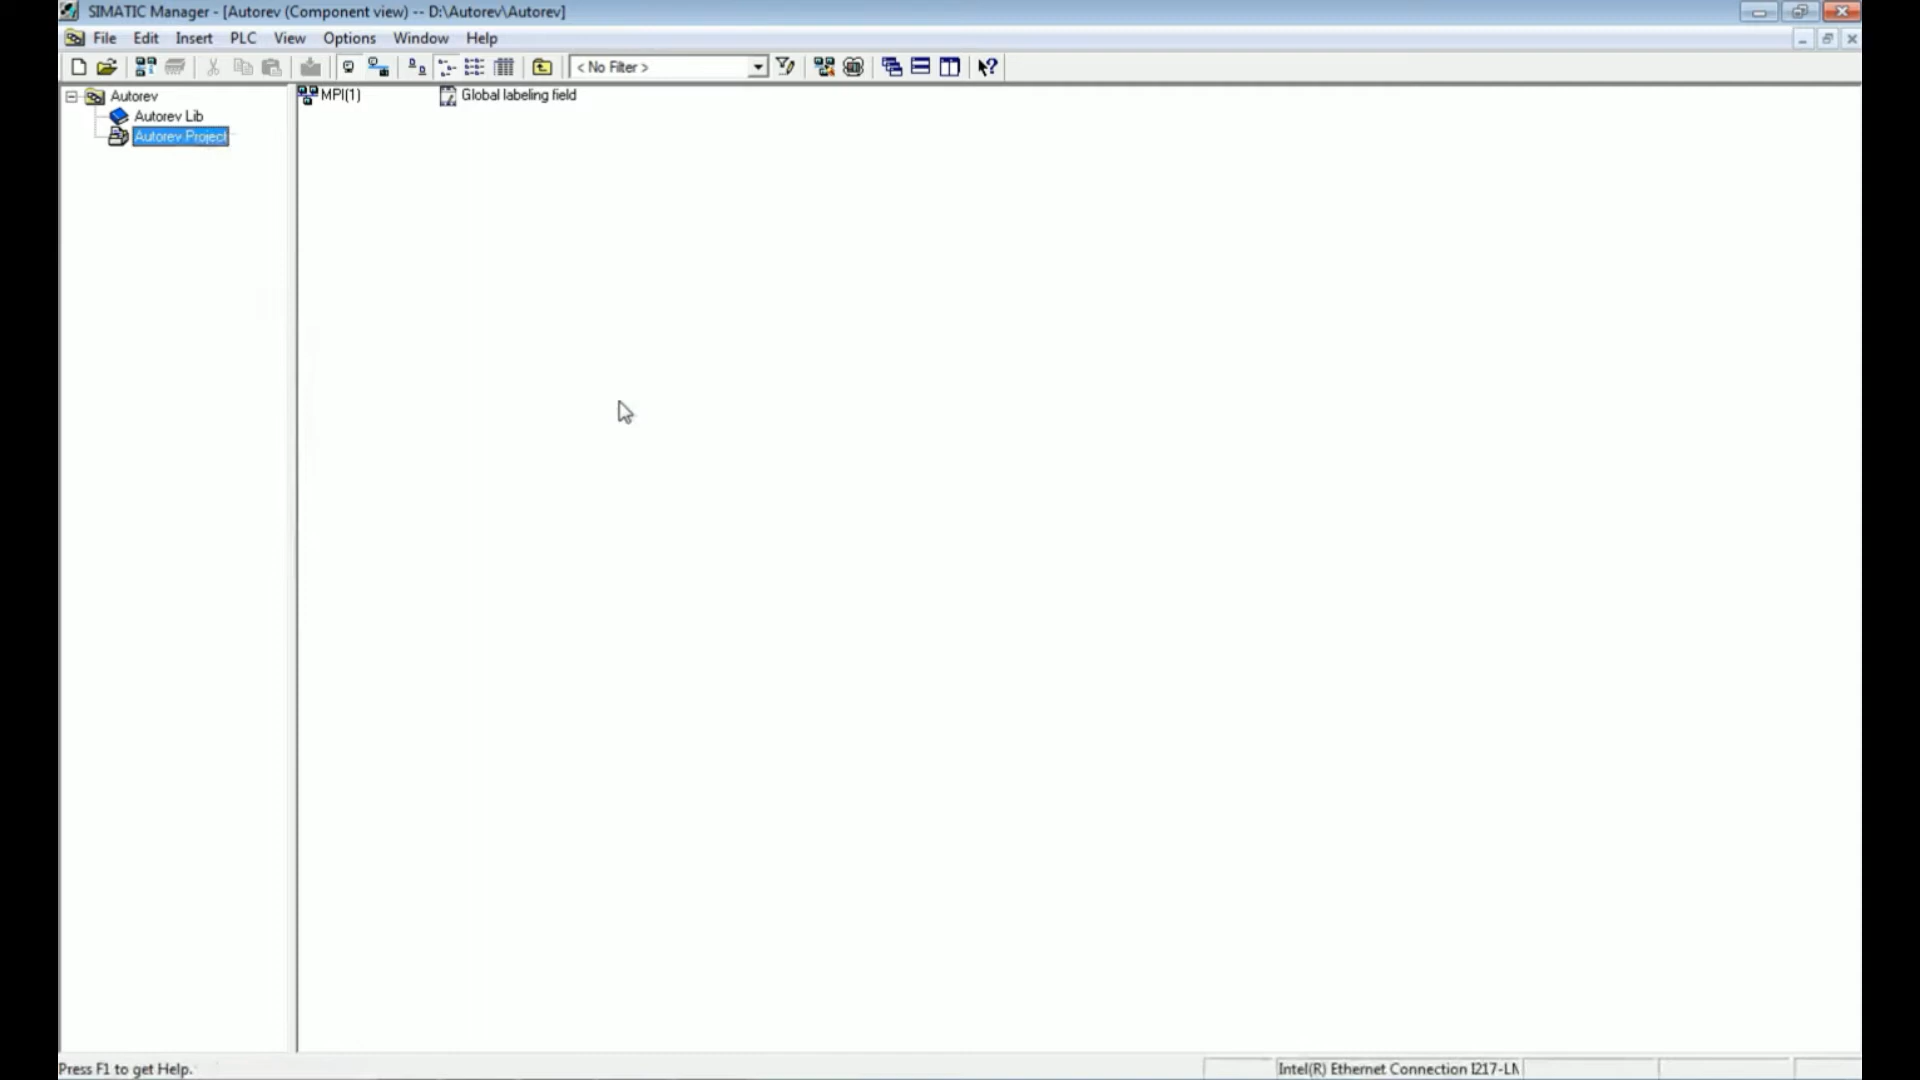 SIMATIC Manager - [Autorev (Component view) -- D:\Autorev\Autorev]
File Edit Insert PLC View Options Window Help
< No Filter >
Autorev
Autorev Lib
Autorev Project
MPI(1) Global labeling field
Press F1 to get Help. Intel(R) Ethernet Connection I217-LM